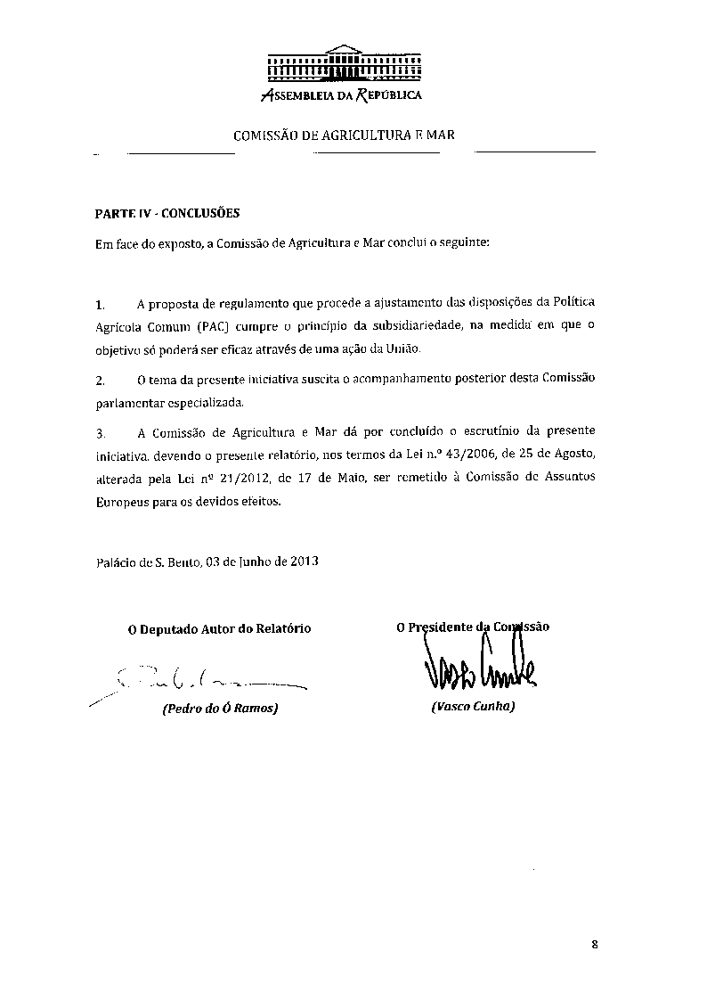 ASSEMBLEIA DA REPÚBLICA
COMISSÃO DE AGRICULTURA E MAR
PARTE IV - CONCLUSÕES
Em face do exposto, a Comissão de Agricultura e Mar conclui o seguinte:
1. A proposta de regulamento que procede a ajustamento das disposições da Política
Agrícola Comum (PAC) cumpre o princípio da subsidiariedade, na medida em que o
objetivo só poderá ser eficaz através de uma ação da União.
2. O tema da presente iniciativa suscita o acompanhamento posterior desta Comissão
parlamentar especializada.
3. A Comissão de Agricultura e Mar dá por concluído o escrutínio da presente
iniciativa, devendo o presente relatório, nos termos da Lei n.º 43/2006, de 25 de Agosto,
alterada pela Lei nº 21/2012, de 17 de Maio, ser remetido à Comissão de Assuntos
Europeus para os devidos efeitos.
Palácio de S. Bento, 03 de Junho de 2013
O Deputado Autor do Relatório O Presidente da Comissão
Vasco Cunha
(Pedro do Ó Ramos) (Vasco Cunha)
8